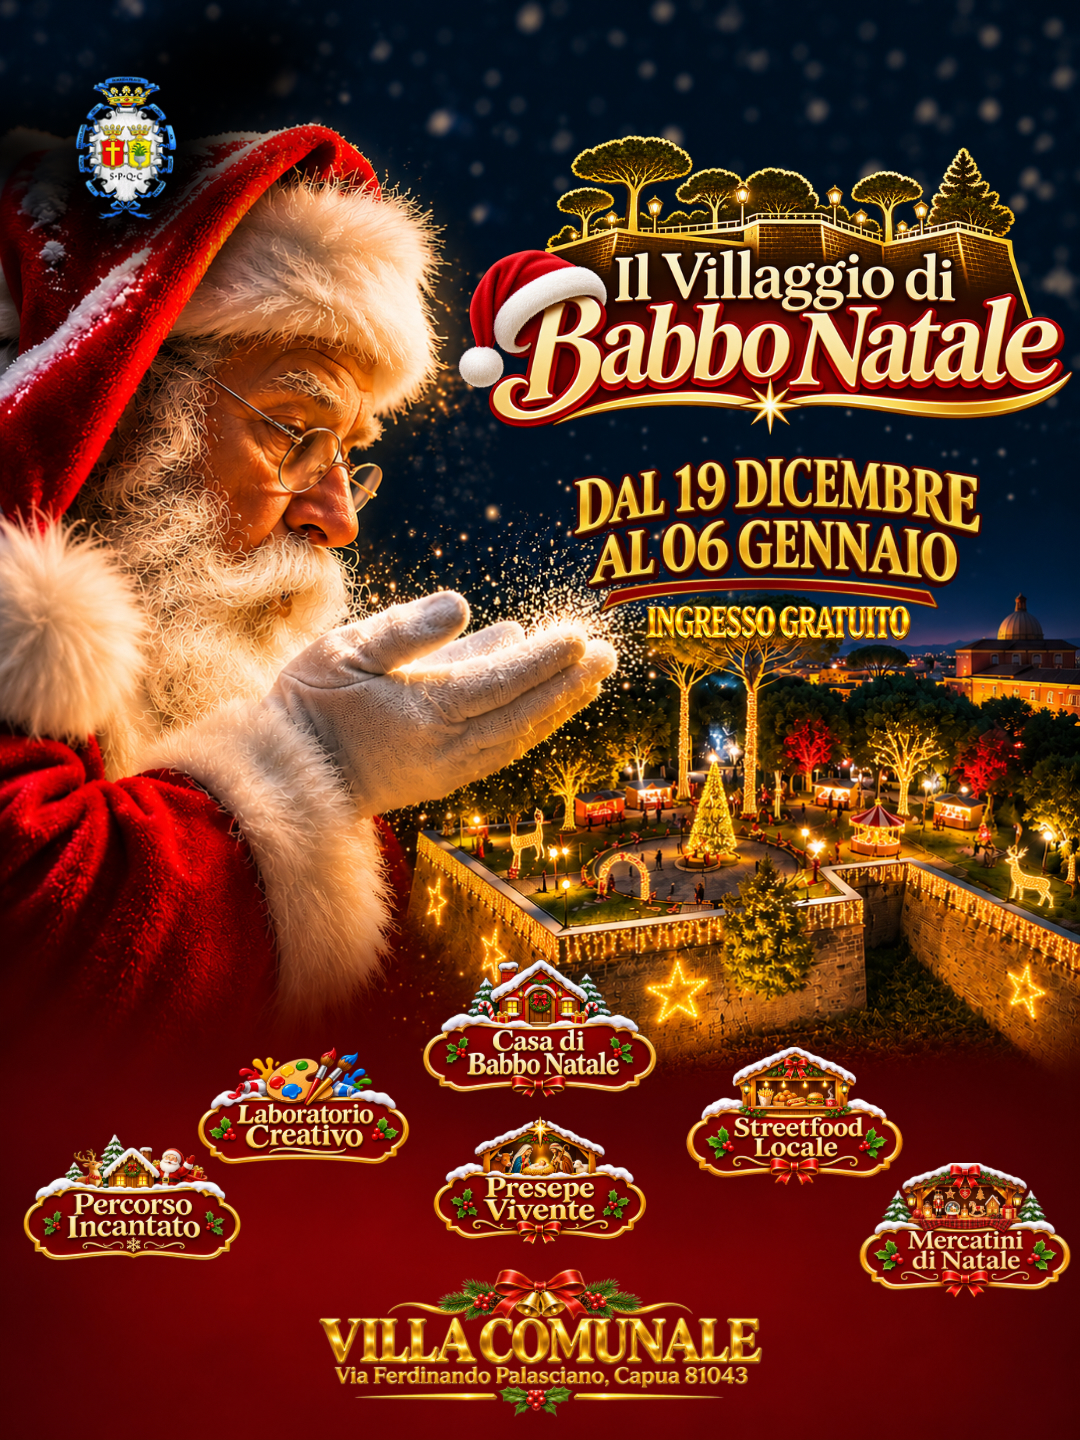 S·P·Q·C
Il Villaggio di
Babbo Natale
DAL 19 DICEMBRE
AL 06 GENNAIO
INGRESSO GRATUITO
Casa di
Babbo Natale
Laboratorio
Creativo
Streetfood
Locale
Percorso
Incantato
Presepe
Vivente
Mercatini
di Natale
VILLA COMUNALE
Via Ferdinando Palasciano, Capua 81043